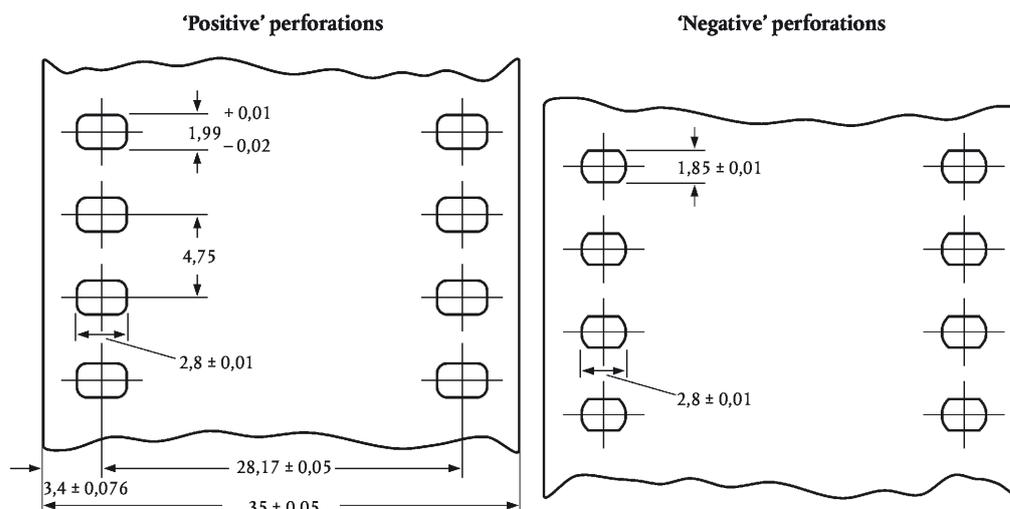 ‘Positive’ perforations
‘Negative’ perforations
+ 0,01
1,99
– 0,02
4,75
2,8 ± 0,01
28,17 ± 0,05
3,4 ± 0,076
35 ± 0,05
1,85 ± 0,01
2,8 ± 0,01